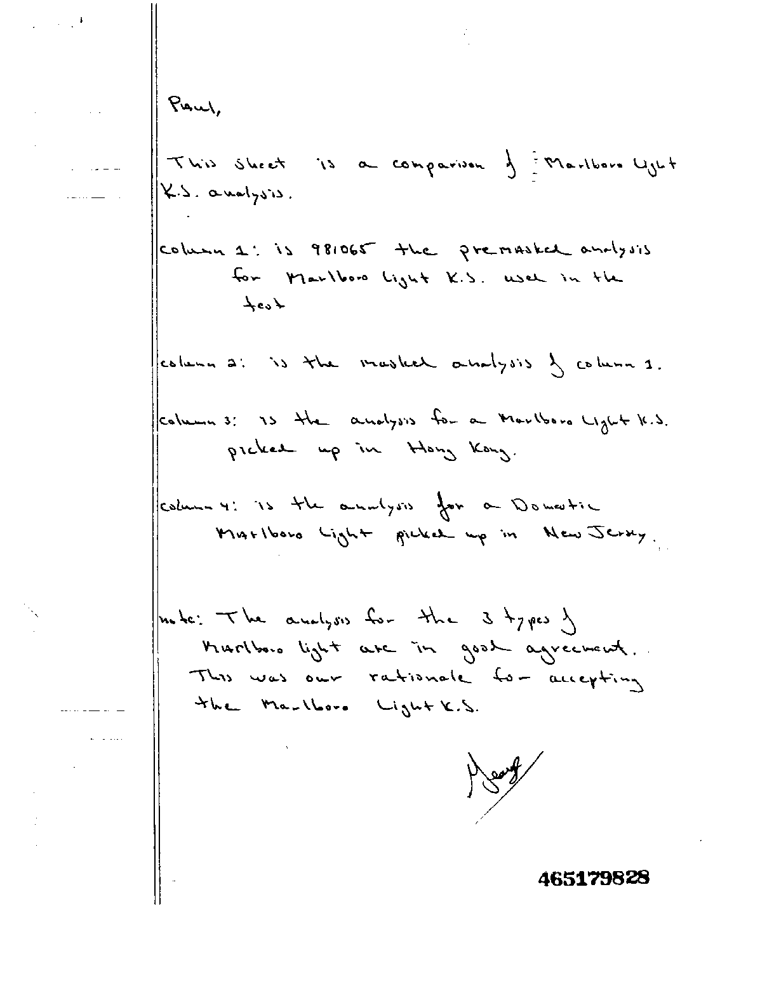 Paul,
This sheet is a comparison of Marlboro Light
K.S. analysis.
column 1: is 981065 the premasked analysis
for Marlboro Light K.S. used in the
test
column 2: is the masked analysis of column 1.
column 3: is the analysis for a Marlboro Light K.S.
picked up in Hong Kong.
column 4: is the analysis for a Domestic
Marlboro Light picked up in New Jersey.
note: The analysis for the 3 types of
Marlboro light are in good agreement.
This was our rationale for accepting
the Marlboro Light K.S.
465179828